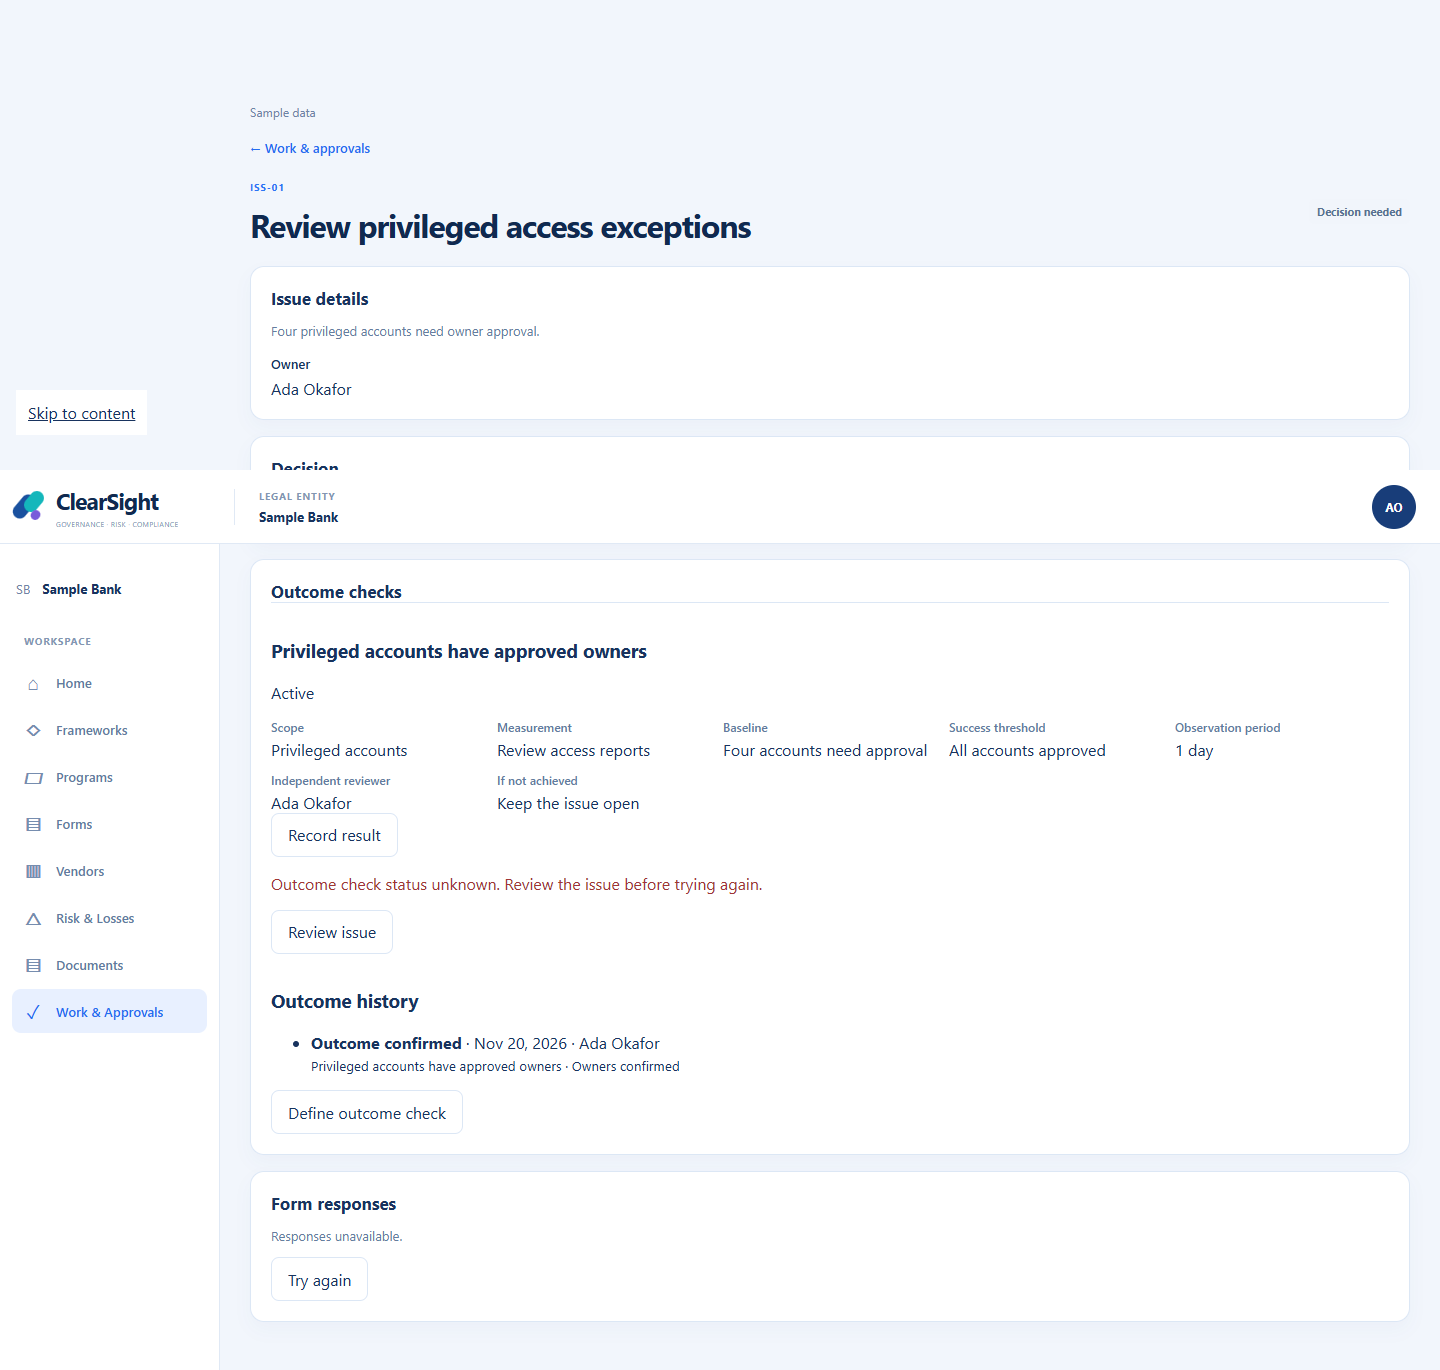 Sample data
← Work & approvals
ISS-01
Review privileged access exceptions
Decision needed
Issue details
Four privileged accounts need owner approval.
Owner
Ada Okafor
Skip to content
Decision
ClearSight
GOVERNANCE · RISK · COMPLIANCE
LEGAL ENTITY
Sample Bank
AO
SB Sample Bank
WORKSPACE
Home
Frameworks
Programs
Forms
Vendors
Risk & Losses
Documents
Work & Approvals
Outcome checks
Privileged accounts have approved owners
Active
Scope Measurement Baseline Success threshold Observation period
Privileged accounts Review access reports Four accounts need approval All accounts approved 1 day
Independent reviewer If not achieved
Ada Okafor Keep the issue open
Record result
Outcome check status unknown. Review the issue before trying again.
Review issue
Outcome history
Outcome confirmed · Nov 20, 2026 · Ada Okafor
Privileged accounts have approved owners · Owners confirmed
Define outcome check
Form responses
Responses unavailable.
Try again